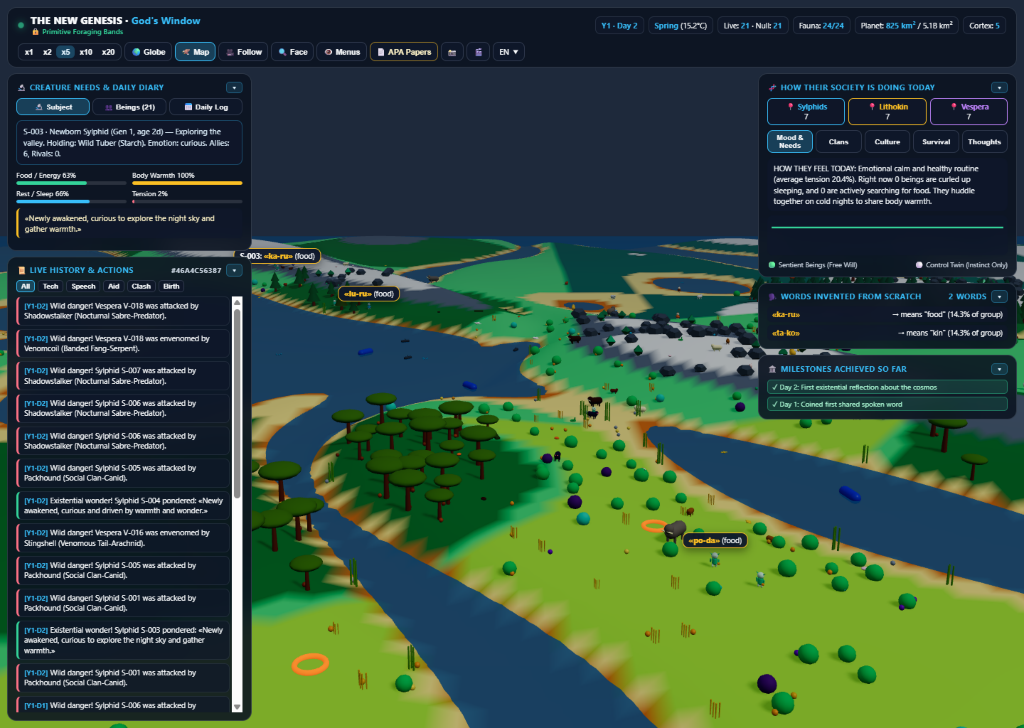 THE NEW GENESIS · God's Window
Primitive Foraging Bands
Y1 · Day 2
Spring (15.2°C)
Live: 21 · Null: 21
Fauna: 24/24
Planet: 825 km² / 5.1B km²
Cortex: 5
x1 x2 x5 x10 x20 Globe Map Follow Face Menus APA Papers EN ▾
CREATURE NEEDS & DAILY DIARY
Subject Beings (21) Daily Log
S-003 · Newborn Sylphid (Gen 1, age 2d) — Exploring the
valley. Holding: Wild Tuber (Starch). Emotion: curious. Allies:
6, Rivals: 0.
Food / Energy 63% Body Warmth 100%
Rest / Sleep 66% Tension 2%
«Newly awakened, curious to explore the night sky and
gather warmth.»
LIVE HISTORY & ACTIONS #46A4C56387
All Tech Speech Aid Clash Birth
[Y1-D2] Wild danger! Vespera V-018 was attacked by
Shadowstalker (Nocturnal Sabre-Predator).
[Y1-D2] Wild danger! Vespera V-018 was envenomed by
Venomcoil (Banded Fang-Serpent).
[Y1-D2] Wild danger! Sylphid S-007 was attacked by
Shadowstalker (Nocturnal Sabre-Predator).
[Y1-D2] Wild danger! Sylphid S-006 was attacked by
Shadowstalker (Nocturnal Sabre-Predator).
[Y1-D2] Wild danger! Sylphid S-006 was attacked by
Shadowstalker (Nocturnal Sabre-Predator).
[Y1-D2] Wild danger! Sylphid S-005 was attacked by
Packhound (Social Clan-Canid).
[Y1-D2] Existential wonder! Sylphid S-004 pondered: «Newly
awakened, curious and driven by warmth and wonder.»
[Y1-D2] Wild danger! Vespera V-016 was envenomed by
Stingshell (Venomous Tail-Arachnid).
[Y1-D2] Wild danger! Sylphid S-005 was attacked by
Packhound (Social Clan-Canid).
[Y1-D2] Wild danger! Sylphid S-001 was attacked by
Packhound (Social Clan-Canid).
[Y1-D2] Existential wonder! Sylphid S-003 pondered: «Newly
awakened, curious to explore the night sky and gather
warmth.»
[Y1-D2] Wild danger! Sylphid S-001 was attacked by
Packhound (Social Clan-Canid).
[Y1-D1] Wild danger! Sylphid S-006 was attacked by
S-003: «ka-ru» (food)
«lu-ru» (food)
«po-da» (food)
HOW THEIR SOCIETY IS DOING TODAY
Sylphids
7
Lithokin
7
Vespera
7
Mood & Needs Clans Culture Survival Thoughts
HOW THEY FEEL TODAY: Emotional calm and healthy routine
(average tension 20.4%). Right now 0 beings are curled up
sleeping, and 0 are actively searching for food. They huddle
together on cold nights to share body warmth.
Sentient Beings (Free Will) Control Twin (Instinct Only)
WORDS INVENTED FROM SCRATCH 2 WORDS
«ka-ru» → means "food" (14.3% of group)
«ta-ko» → means "kin" (14.3% of group)
MILESTONES ACHIEVED SO FAR
✓ Day 2: First existential reflection about the cosmos
✓ Day 1: Coined first shared spoken word